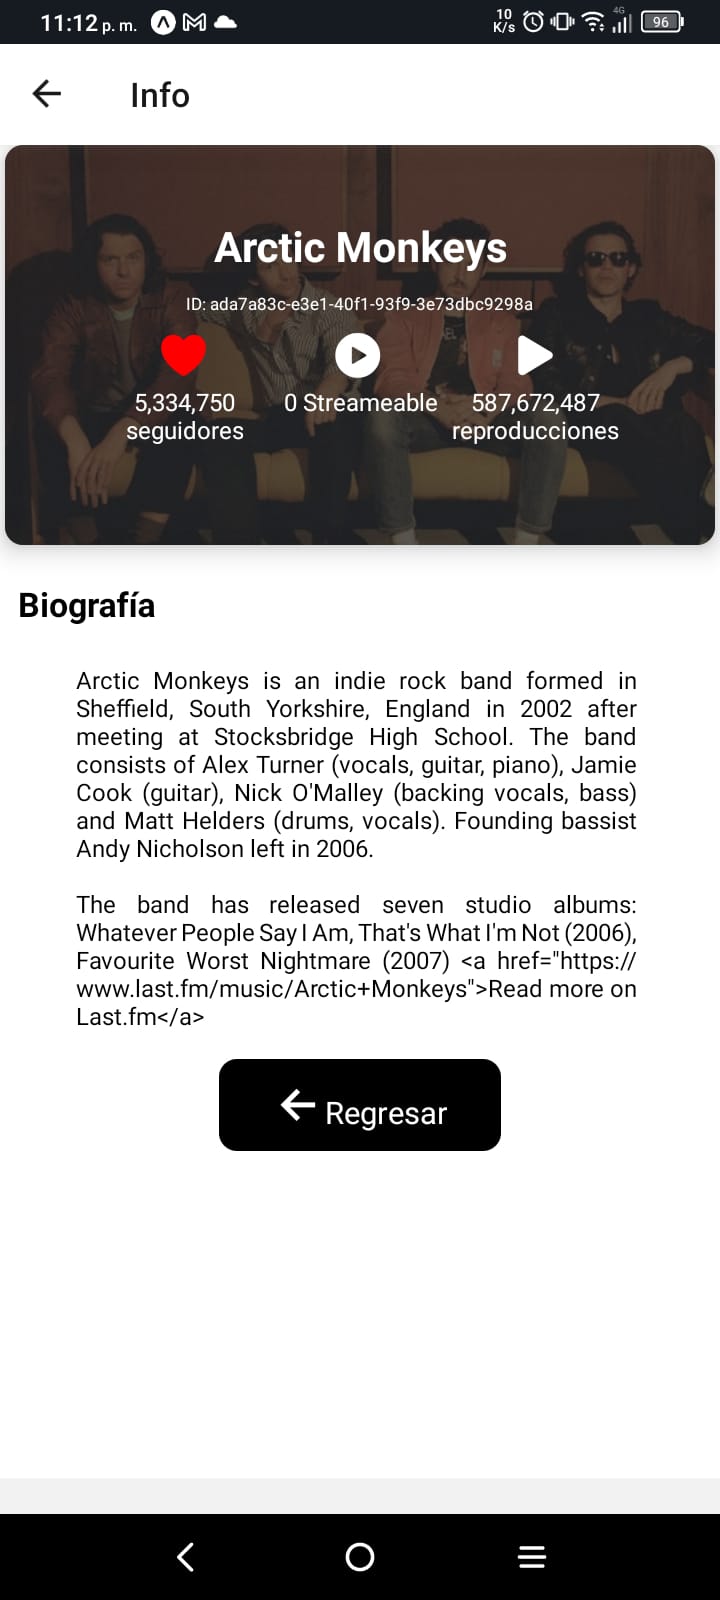 11:12 p. m.
10
K/s
4G
96
Info
Arctic Monkeys
ID: ada7a83c-e3e1-40f1-93f9-3e73dbc9298a
5,334,750
seguidores
0 Streameable
587,672,487
reproducciones
Biografía
Arctic Monkeys is an indie rock band formed in
Sheffield, South Yorkshire, England in 2002 after
meeting at Stocksbridge High School. The band
consists of Alex Turner (vocals, guitar, piano), Jamie
Cook (guitar), Nick O'Malley (backing vocals, bass)
and Matt Helders (drums, vocals). Founding bassist
Andy Nicholson left in 2006.
The band has released seven studio albums:
Whatever People Say I Am, That's What I'm Not (2006),
Favourite Worst Nightmare (2007) <a href="https://
www.last.fm/music/Arctic+Monkeys">Read more on
Last.fm</a>
Regresar